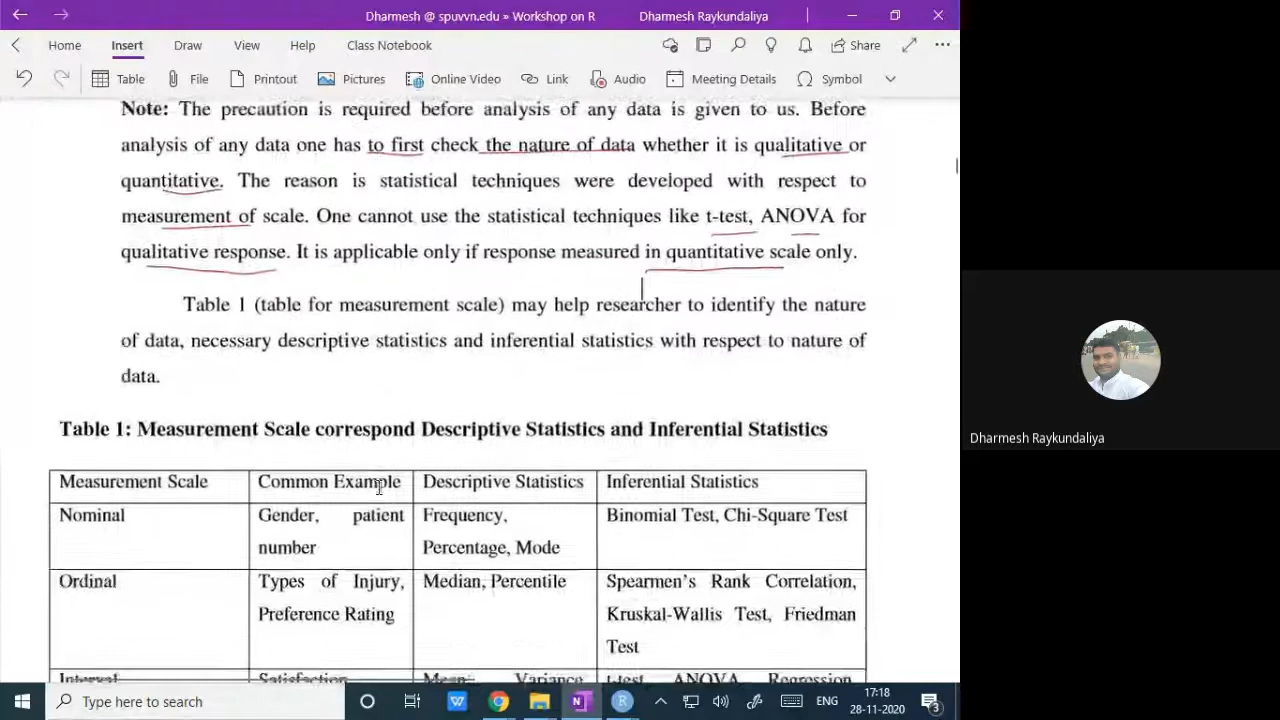 Dharmesh @ spuvvn.edu » Workshop on R
Dharmesh Raykundaliya
Home Insert Draw View Help Class Notebook
Share
Table File Printout Pictures Online Video Link Audio Meeting Details Symbol
Note: The precaution is required before analysis of any data is given to us. Before
analysis of any data one has to first check the nature of data whether it is qualitative or
quantitative. The reason is statistical techniques were developed with respect to
measurement of scale. One cannot use the statistical techniques like t-test, ANOVA for
qualitative response. It is applicable only if response measured in quantitative scale only.
Table 1 (table for measurement scale) may help researcher to identify the nature
of data, necessary descriptive statistics and inferential statistics with respect to nature of
data.
Table 1: Measurement Scale correspond Descriptive Statistics and Inferential Statistics
Measurement Scale Common Example Descriptive Statistics Inferential Statistics
Nominal Gender, patient Frequency, Binomial Test, Chi-Square Test
number Percentage, Mode
Ordinal Types of Injury, Median, Percentile Spearmen's Rank Correlation,
Preference Rating Kruskal-Wallis Test, Friedman
Test
Interval Satisfaction Mean, Variance t-test, ANOVA, Regression,
Dharmesh Raykundaliya
Type here to search
ENG
17:18
28-11-2020
3